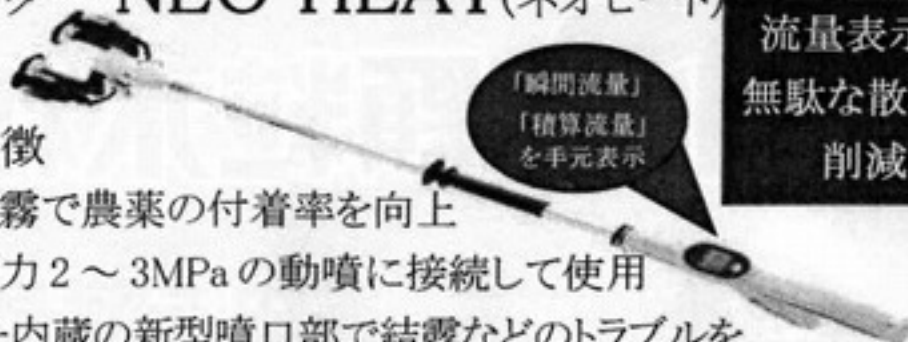 NEO HEAT(ネオヒート)
流量表示
無駄な散
削減
「瞬間流量」
「積算流量」
を手元表示
徴
霧で農薬の付着率を向上
力2～3MPaの動噴に接続して使用
内蔵の新型噴口部で結露などのトラブルを